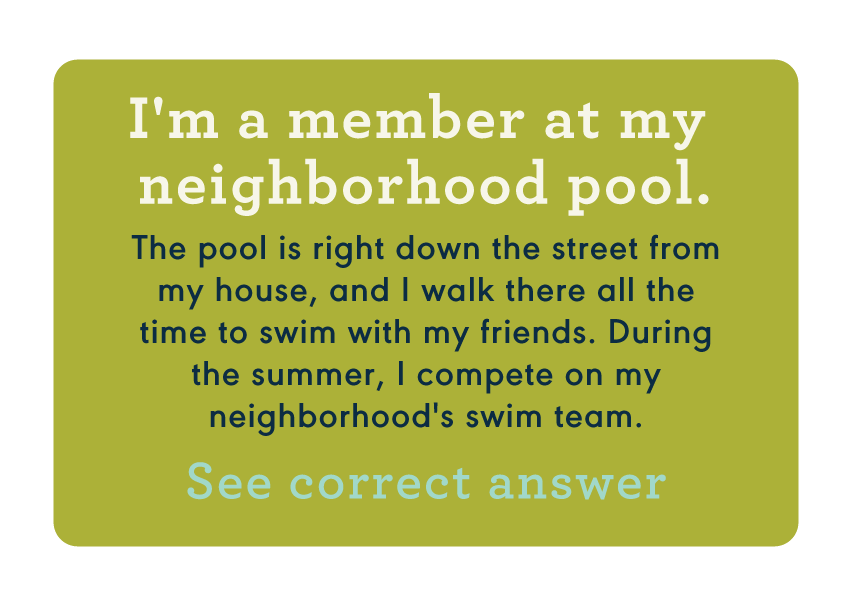 I'm a member at my
neighborhood pool.
The pool is right down the street from
my house, and I walk there all the
time to swim with my friends. During
the summer, I compete on my
neighborhood's swim team.
See correct answer